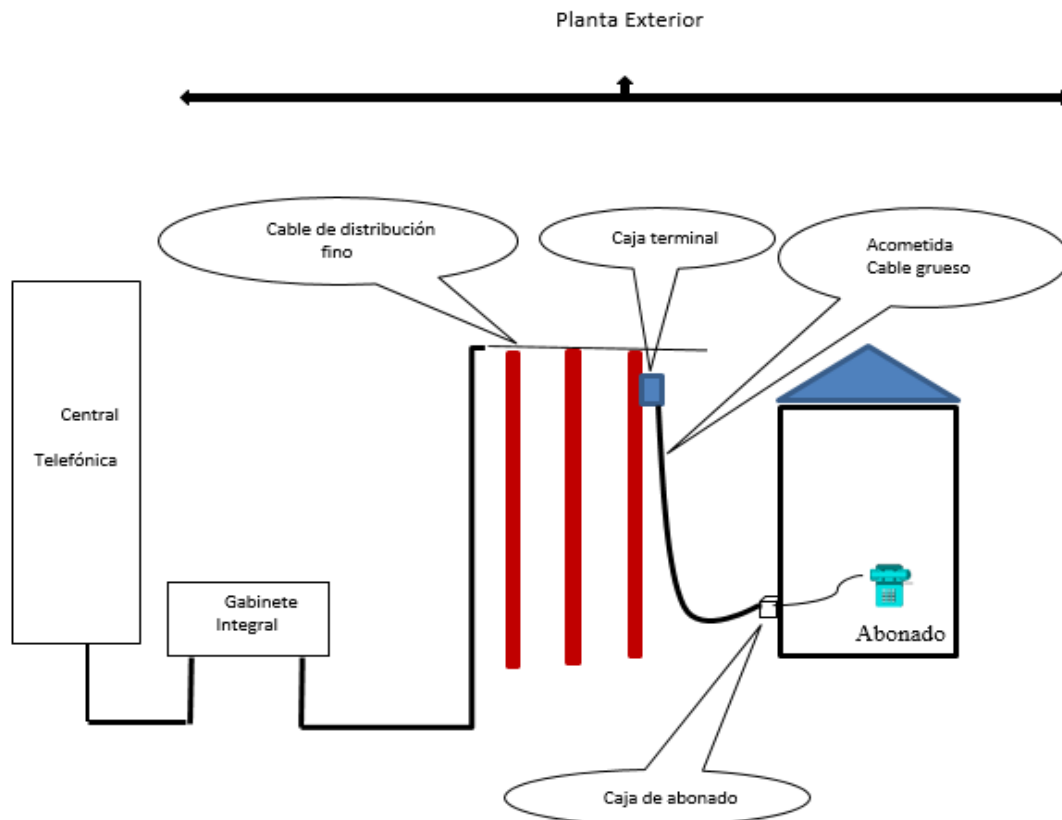 Planta Exterior
Cable de distribución
fino
Caja terminal
Acometida
Cable grueso
Central
Telefónica
Gabinete
Integral
Abonado
Caja de abonado